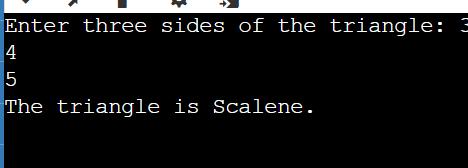 Enter three sides of the triangle: 3
4
5
The triangle is Scalene.